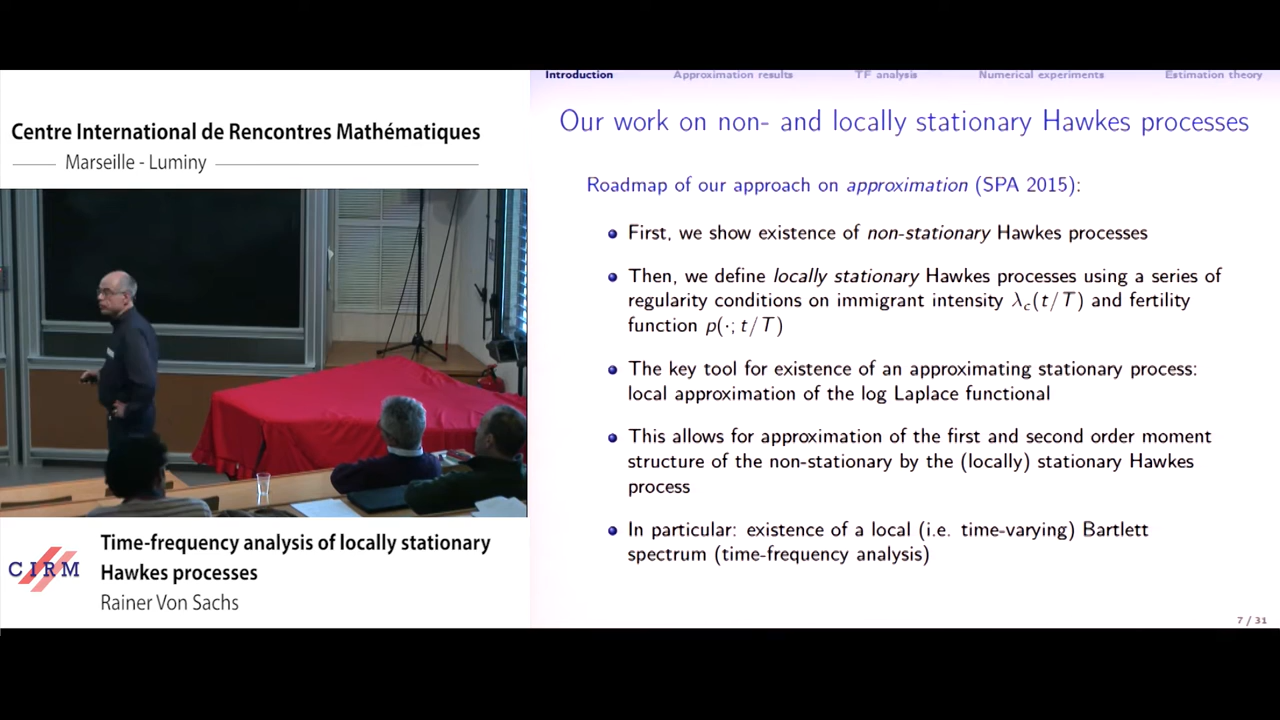 Centre International de Rencontres Mathématiques
Marseille - Luminy
CIRM
Time-frequency analysis of locally stationary
Hawkes processes
Rainer Von Sachs
Introduction Approximation results TF analysis Numerical experiments Estimation theory
Our work on non- and locally stationary Hawkes processes
Roadmap of our approach on approximation (SPA 2015):
First, we show existence of non-stationary Hawkes processes
Then, we define locally stationary Hawkes processes using a series of
regularity conditions on immigrant intensity λc(t/T) and fertility
function p(·; t/T)
The key tool for existence of an approximating stationary process:
local approximation of the log Laplace functional
This allows for approximation of the first and second order moment
structure of the non-stationary by the (locally) stationary Hawkes
process
In particular: existence of a local (i.e. time-varying) Bartlett
spectrum (time-frequency analysis)
7 / 31